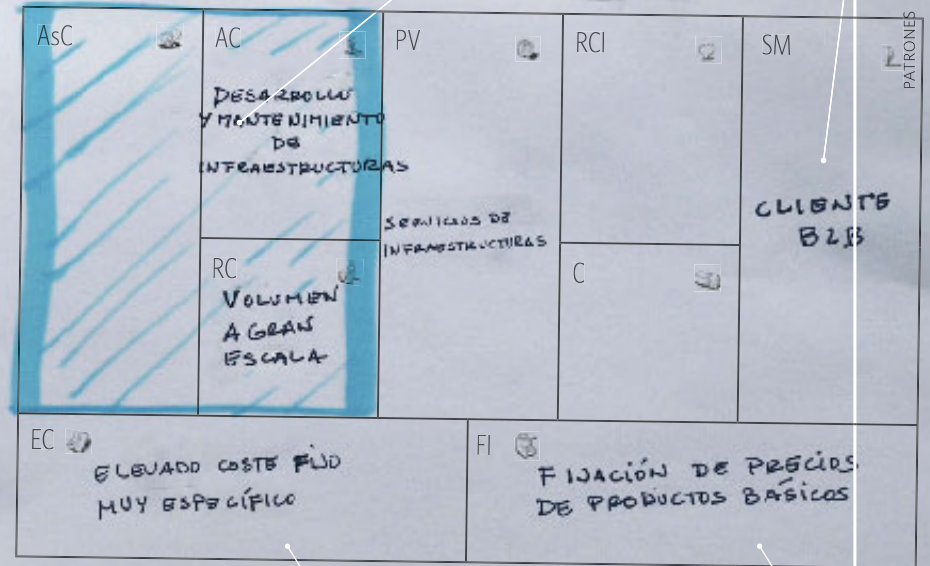 AsC
AC
DESARROLLO
Y MANTENIMIENTO
DE
INFRAESTRUCTURAS
PV
SERVICIOS DE
INFRAESTRUCTURAS
RCl
SM
CLIENTE
B2B
PATRONES
RC
VOLUMEN
A GRAN
ESCALA
C
EC
ELEVADO COSTE FIJO
MUY ESPECÍFICO
FI
FIJACIÓN DE PRECIOS
DE PRODUCTOS BÁSICOS